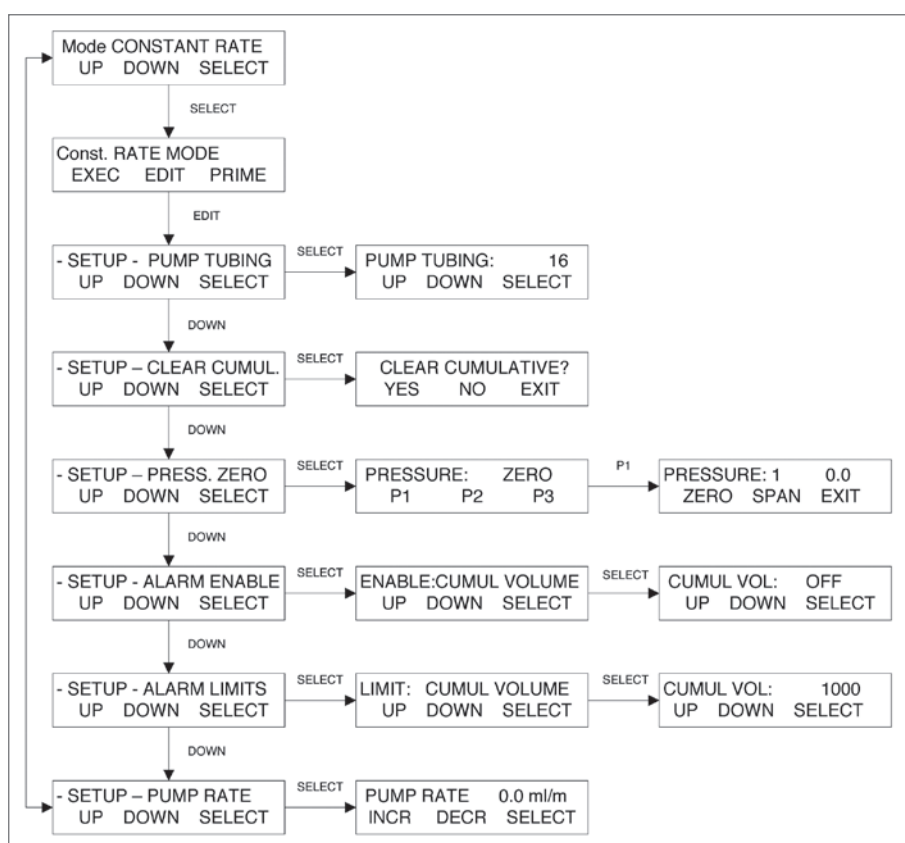 Mode CONSTANT RATE
UP DOWN SELECT
SELECT
Const. RATE MODE
EXEC EDIT PRIME
EDIT
- SETUP - PUMP TUBING
UP DOWN SELECT
SELECT
PUMP TUBING: 16
UP DOWN SELECT
DOWN
- SETUP – CLEAR CUMUL.
UP DOWN SELECT
SELECT
CLEAR CUMULATIVE?
YES NO EXIT
DOWN
- SETUP – PRESS. ZERO
UP DOWN SELECT
SELECT
PRESSURE: ZERO
P1 P2 P3
P1
PRESSURE: 1 0.0
ZERO SPAN EXIT
DOWN
- SETUP - ALARM ENABLE
UP DOWN SELECT
SELECT
ENABLE:CUMUL VOLUME
UP DOWN SELECT
SELECT
CUMUL VOL: OFF
UP DOWN SELECT
DOWN
- SETUP - ALARM LIMITS
UP DOWN SELECT
SELECT
LIMIT: CUMUL VOLUME
UP DOWN SELECT
SELECT
CUMUL VOL: 1000
UP DOWN SELECT
DOWN
- SETUP – PUMP RATE
UP DOWN SELECT
SELECT
PUMP RATE 0.0 ml/m
INCR DECR SELECT